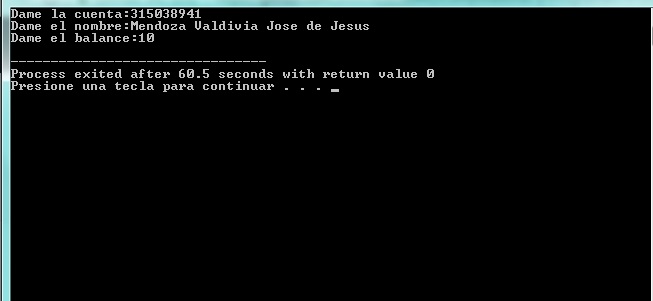 Dame la cuenta:315038941
Dame el nombre:Mendoza Valdivia Jose de Jesus
Dame el balance:10
--------------------------------
Process exited after 60.5 seconds with return value 0
Presione una tecla para continuar . . . _